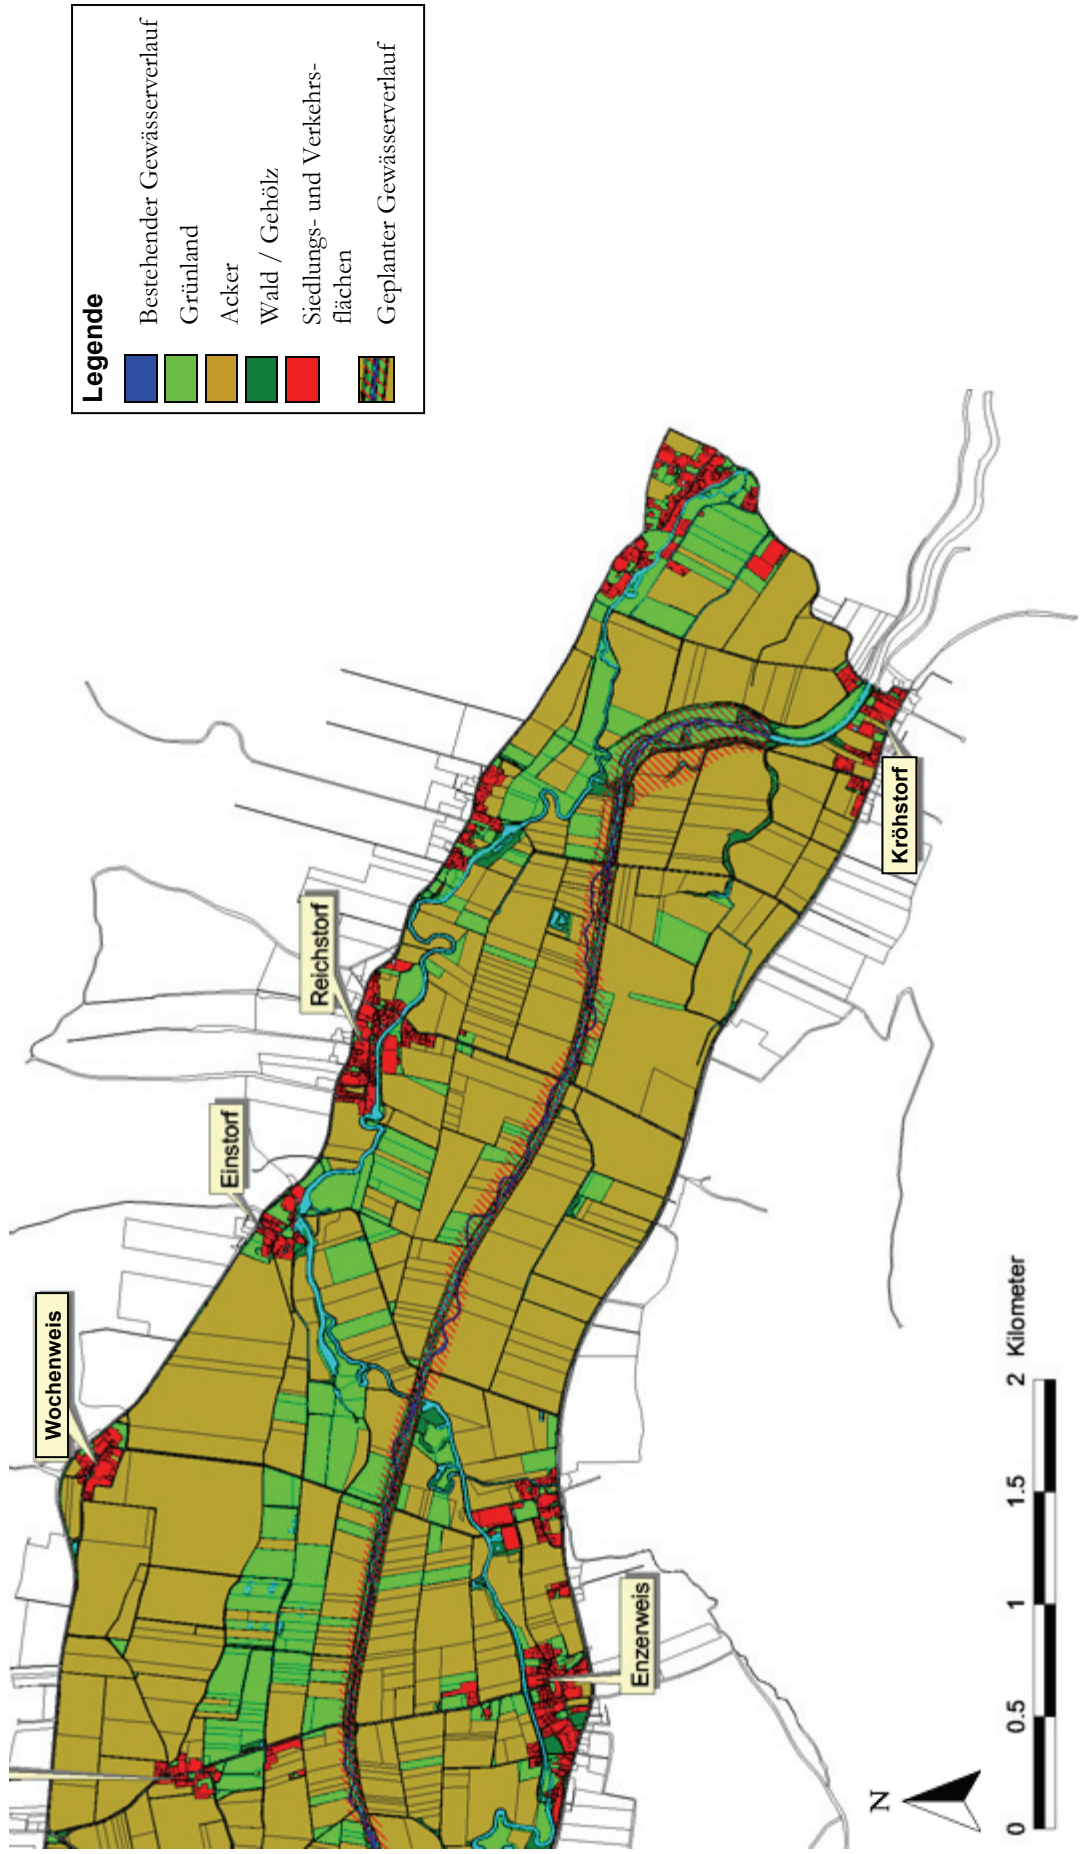 Legende
Bestehender Gewässerverlauf
Grünland
Acker
Wald / Gehölz
Siedlungs- und Verkehrs-
flächen
Geplanter Gewässerverlauf
Wochenweis
Einstorf
Reichstorf
Kröhstorf
Enzerweis
N
0 0.5 1 1.5 2 Kilometer